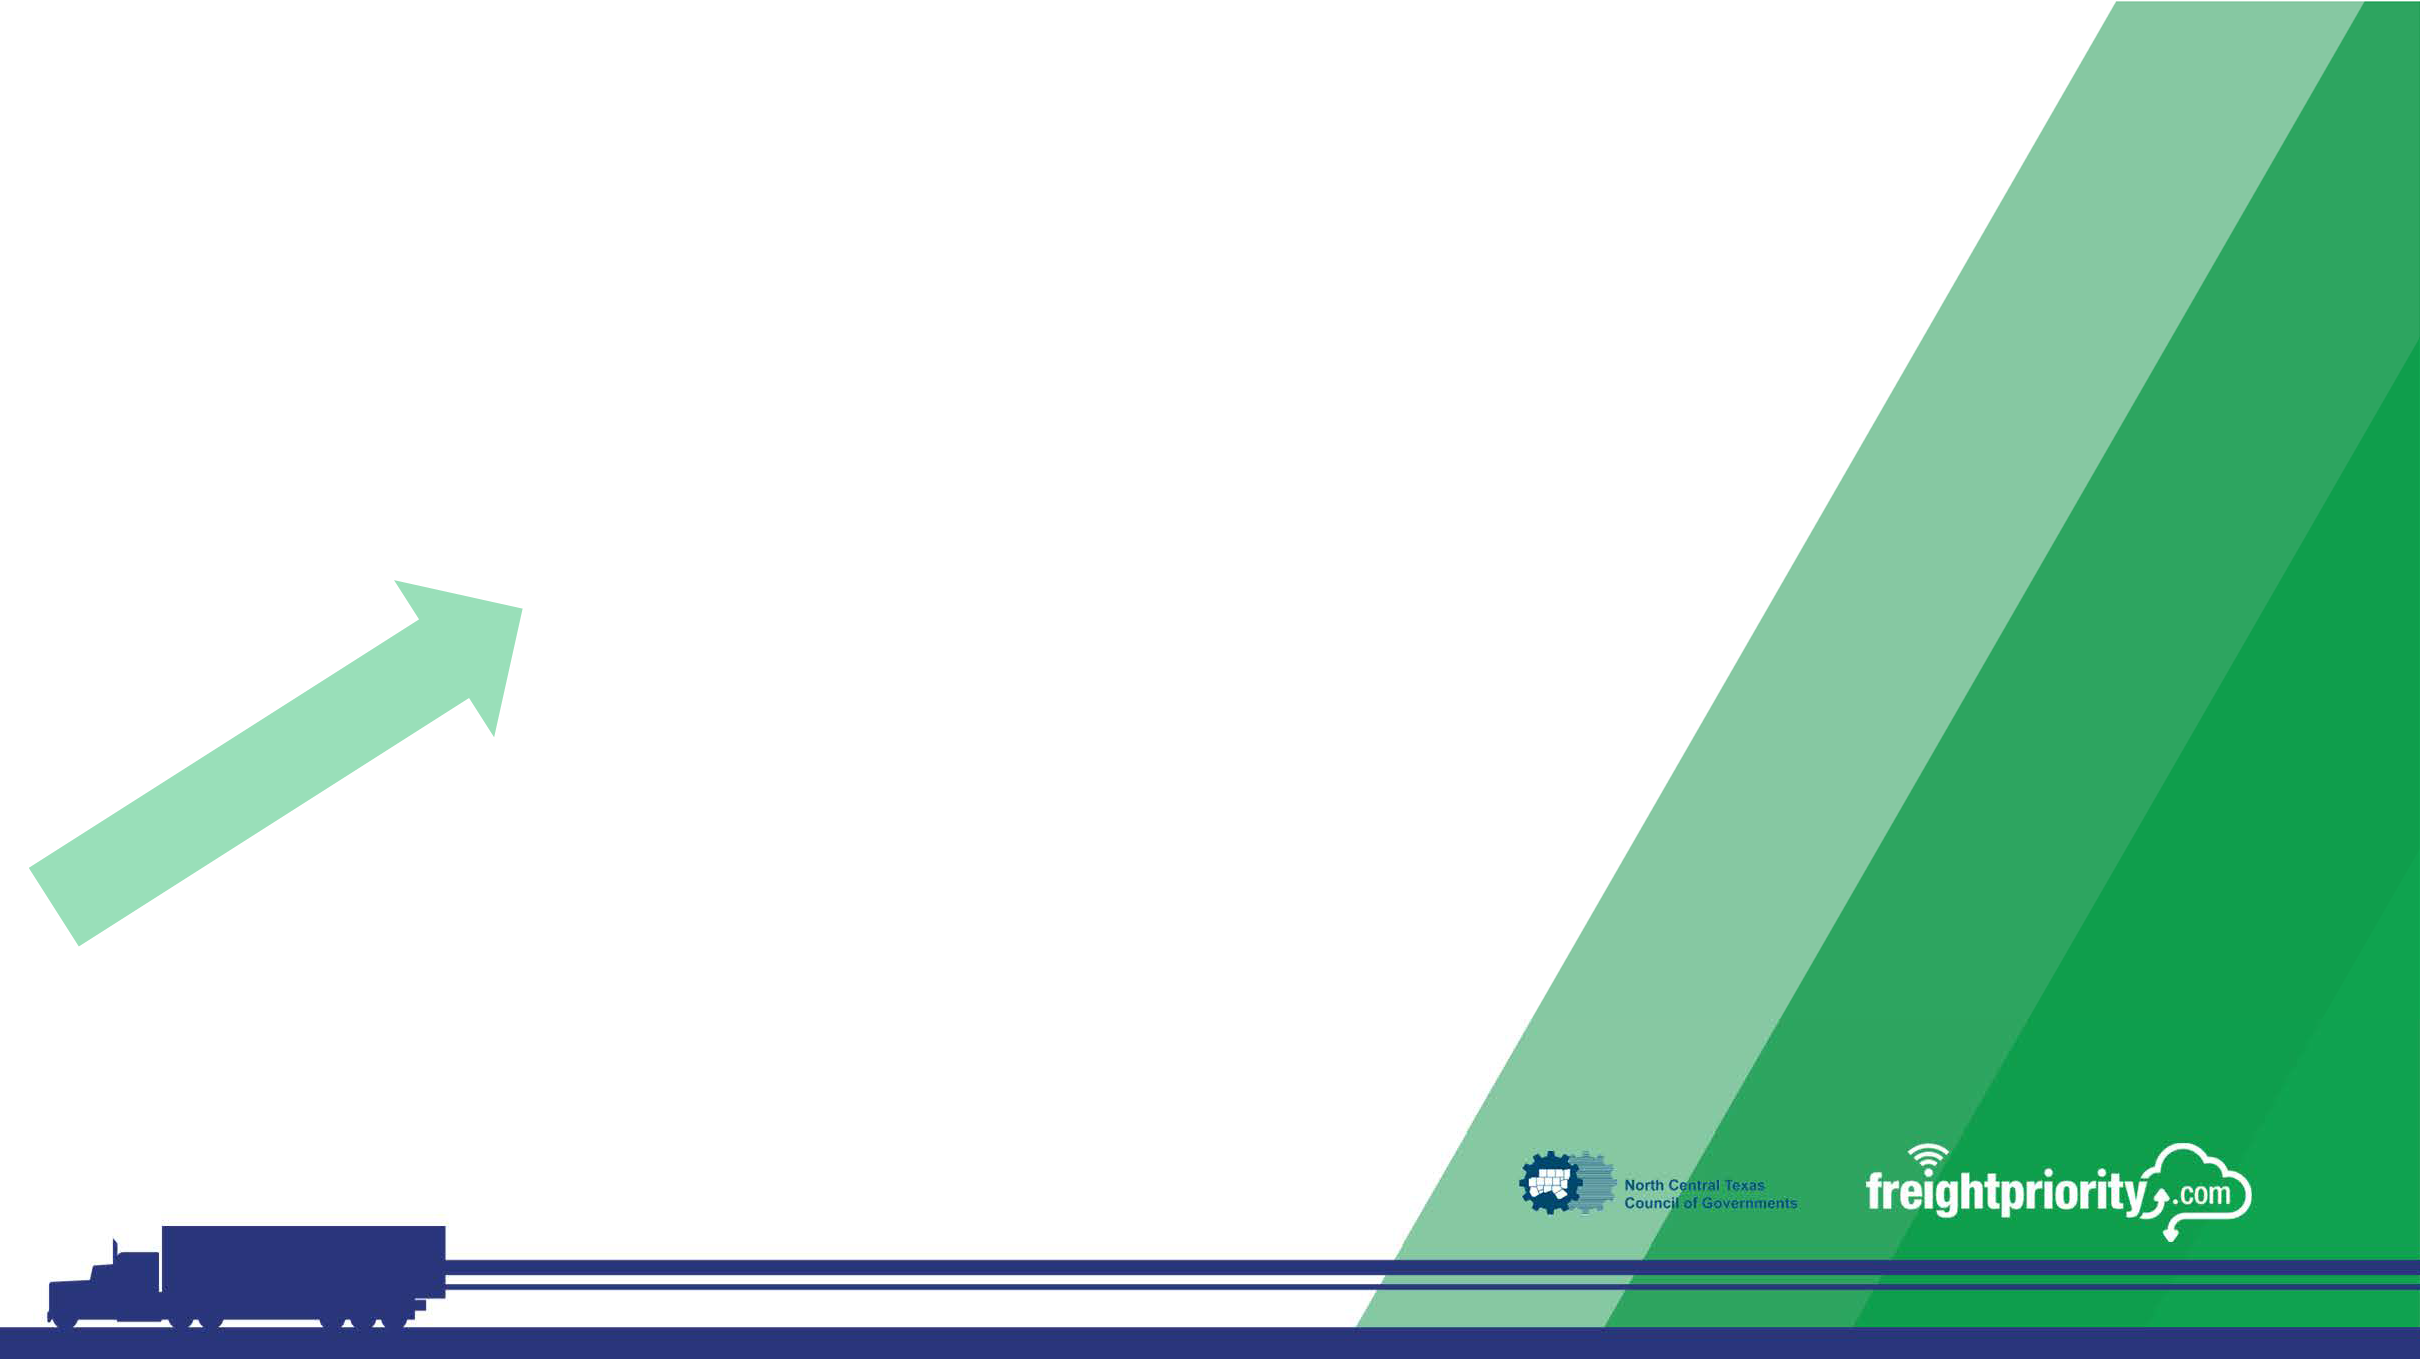 North Central Texas
Council of Governments
freightpriority.com